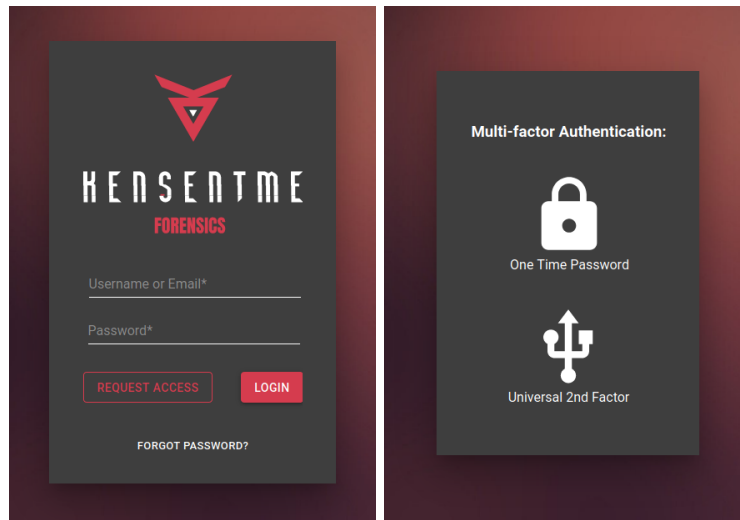 KENSENTME
FORENSICS
Username or Email*
Password*
REQUEST ACCESS
LOGIN
FORGOT PASSWORD?
Multi-factor Authentication:
One Time Password
Universal 2nd Factor